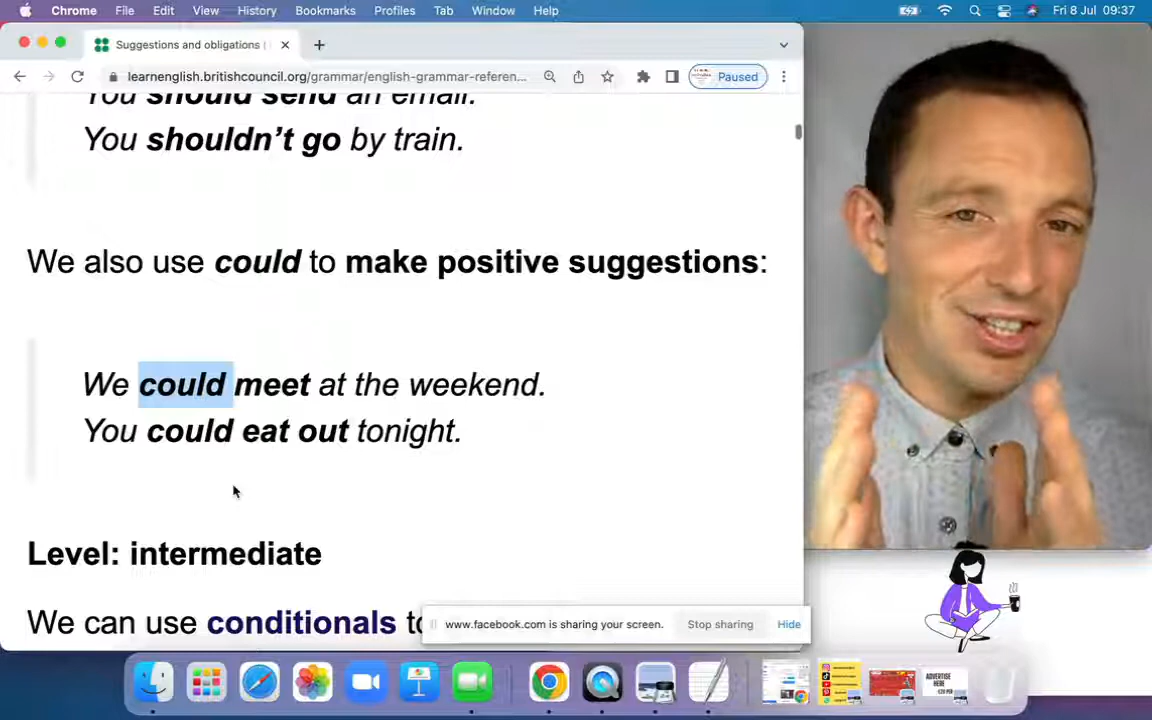 Chrome File Edit View History Bookmarks Profiles Tab Window Help Fri 8 Jul 09:37
Suggestions and obligations (
learnenglish.britishcouncil.org/grammar/english-grammar-referen... Paused
You should send an email.
You shouldn't go by train.
We also use could to make positive suggestions:
We could meet at the weekend.
You could eat out tonight.
Level: intermediate
We can use conditionals to
www.facebook.com is sharing your screen. Stop sharing Hide
ADVERTISE
HERE